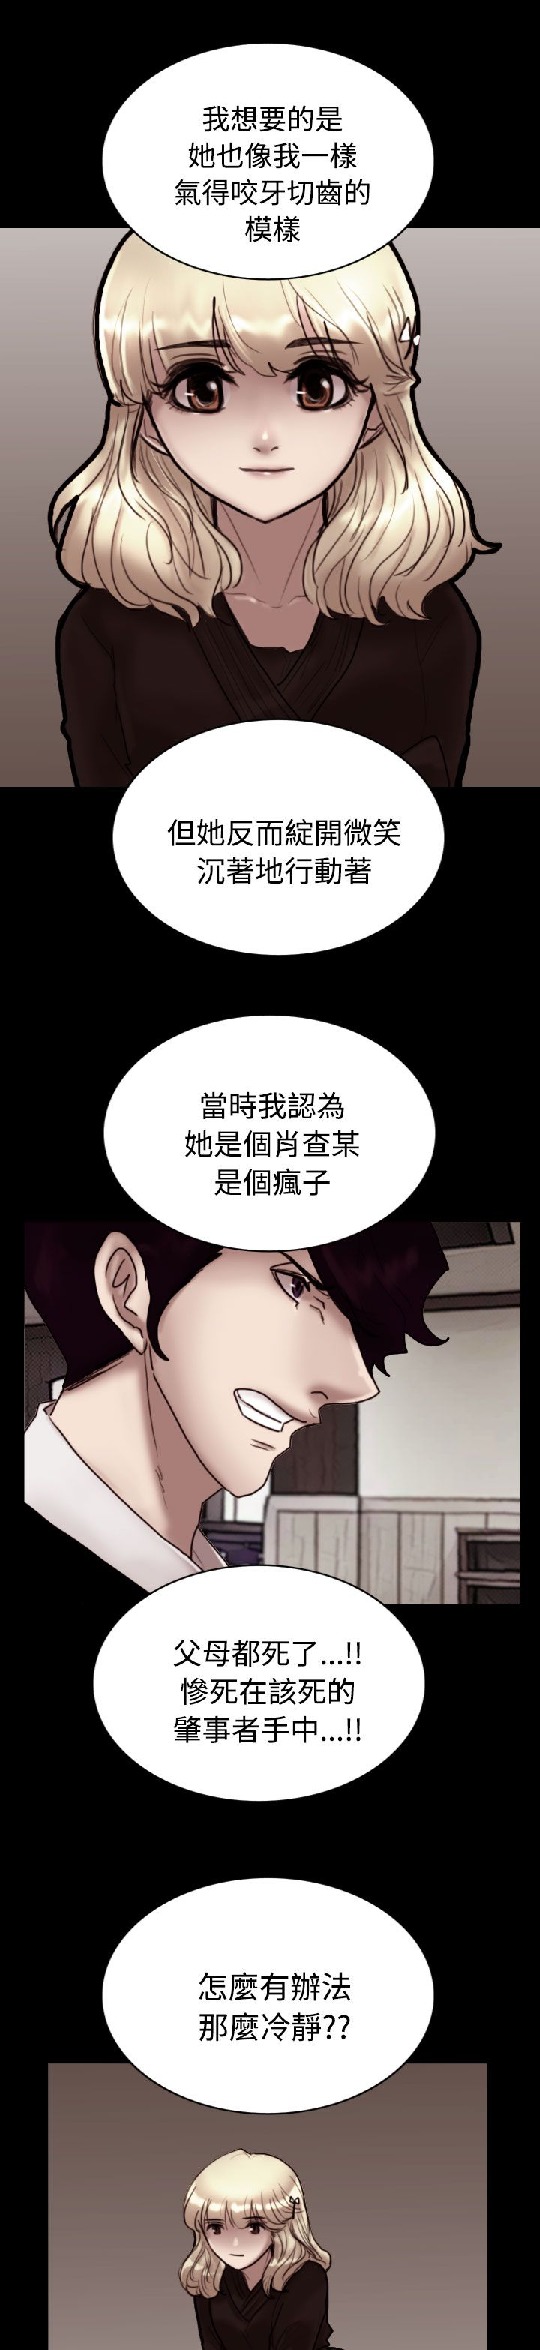 我想要的是
她也像我一樣
氣得咬牙切齒的
模樣
但她反而綻開微笑
沉著地行動著
當時我認為
她是個肖查某
是個瘋子
父母都死了...!!
慘死在該死的
肇事者手中...!!
怎麼有辦法
那麼冷靜??